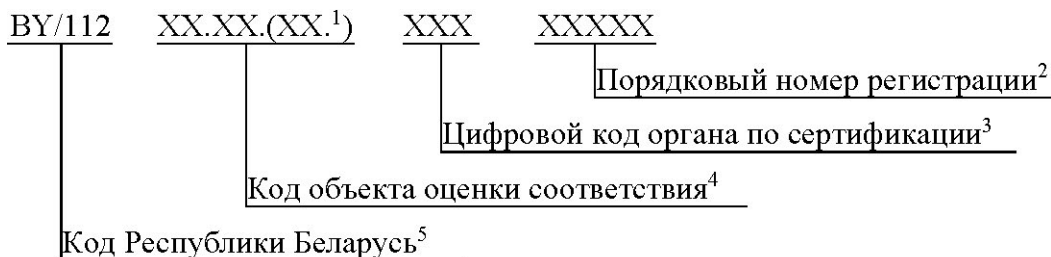 BY/112 XX.XX.(XX.¹) XXX XXXXX
Порядковый номер регистрации²
Цифровой код органа по сертификации³
Код объекта оценки соответствия⁴
Код Республики Беларусь⁵